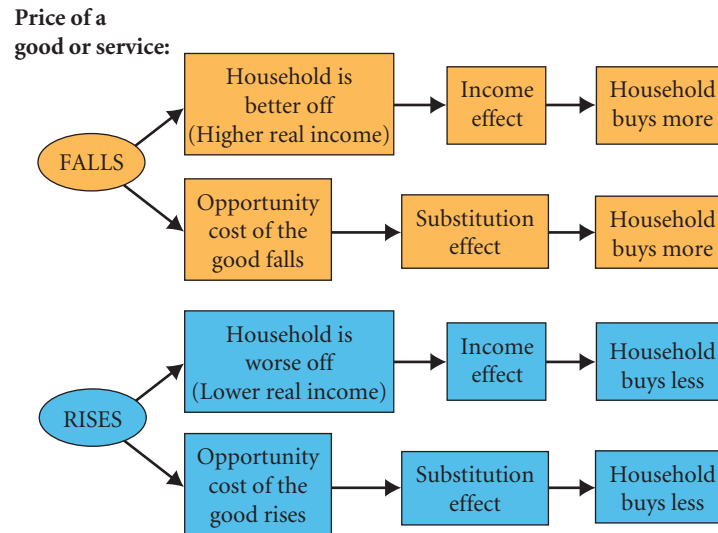 Price of a
good or service:
FALLS
Household is
better off
(Higher real income)
Income
effect
Household
buys more
Opportunity
cost of the
good falls
Substitution
effect
Household
buys more
RISES
Household is
worse off
(Lower real income)
Income
effect
Household
buys less
Opportunity
cost of the
good rises
Substitution
effect
Household
buys less